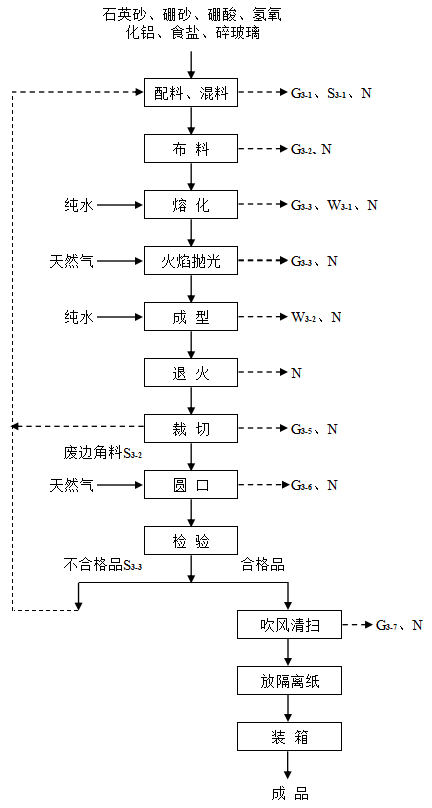 石英砂、硼砂、硼酸、氢氧
化铝、食盐、碎玻璃
配料、混料
G3-1、S3-1、N
布 料
G3-2、N
纯水
熔 化
G3-3、W3-1、N
天然气
火焰抛光
G3-3、N
纯水
成 型
W3-2、N
退 火
N
裁 切
G3-5、N
废边角料S3-2
天然气
圆 口
G3-6、N
检 验
不合格品S3-3
合格品
吹风清扫
G3-7、N
放隔离纸
装 箱
成 品